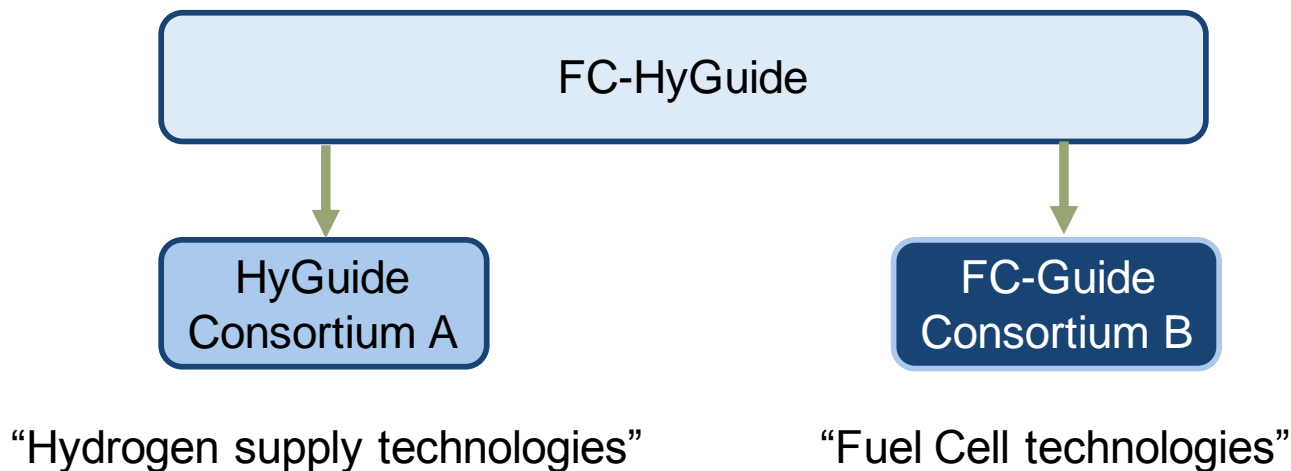 FC-HyGuide
HyGuide
Consortium A
FC-Guide
Consortium B
“Hydrogen supply technologies”
“Fuel Cell technologies”